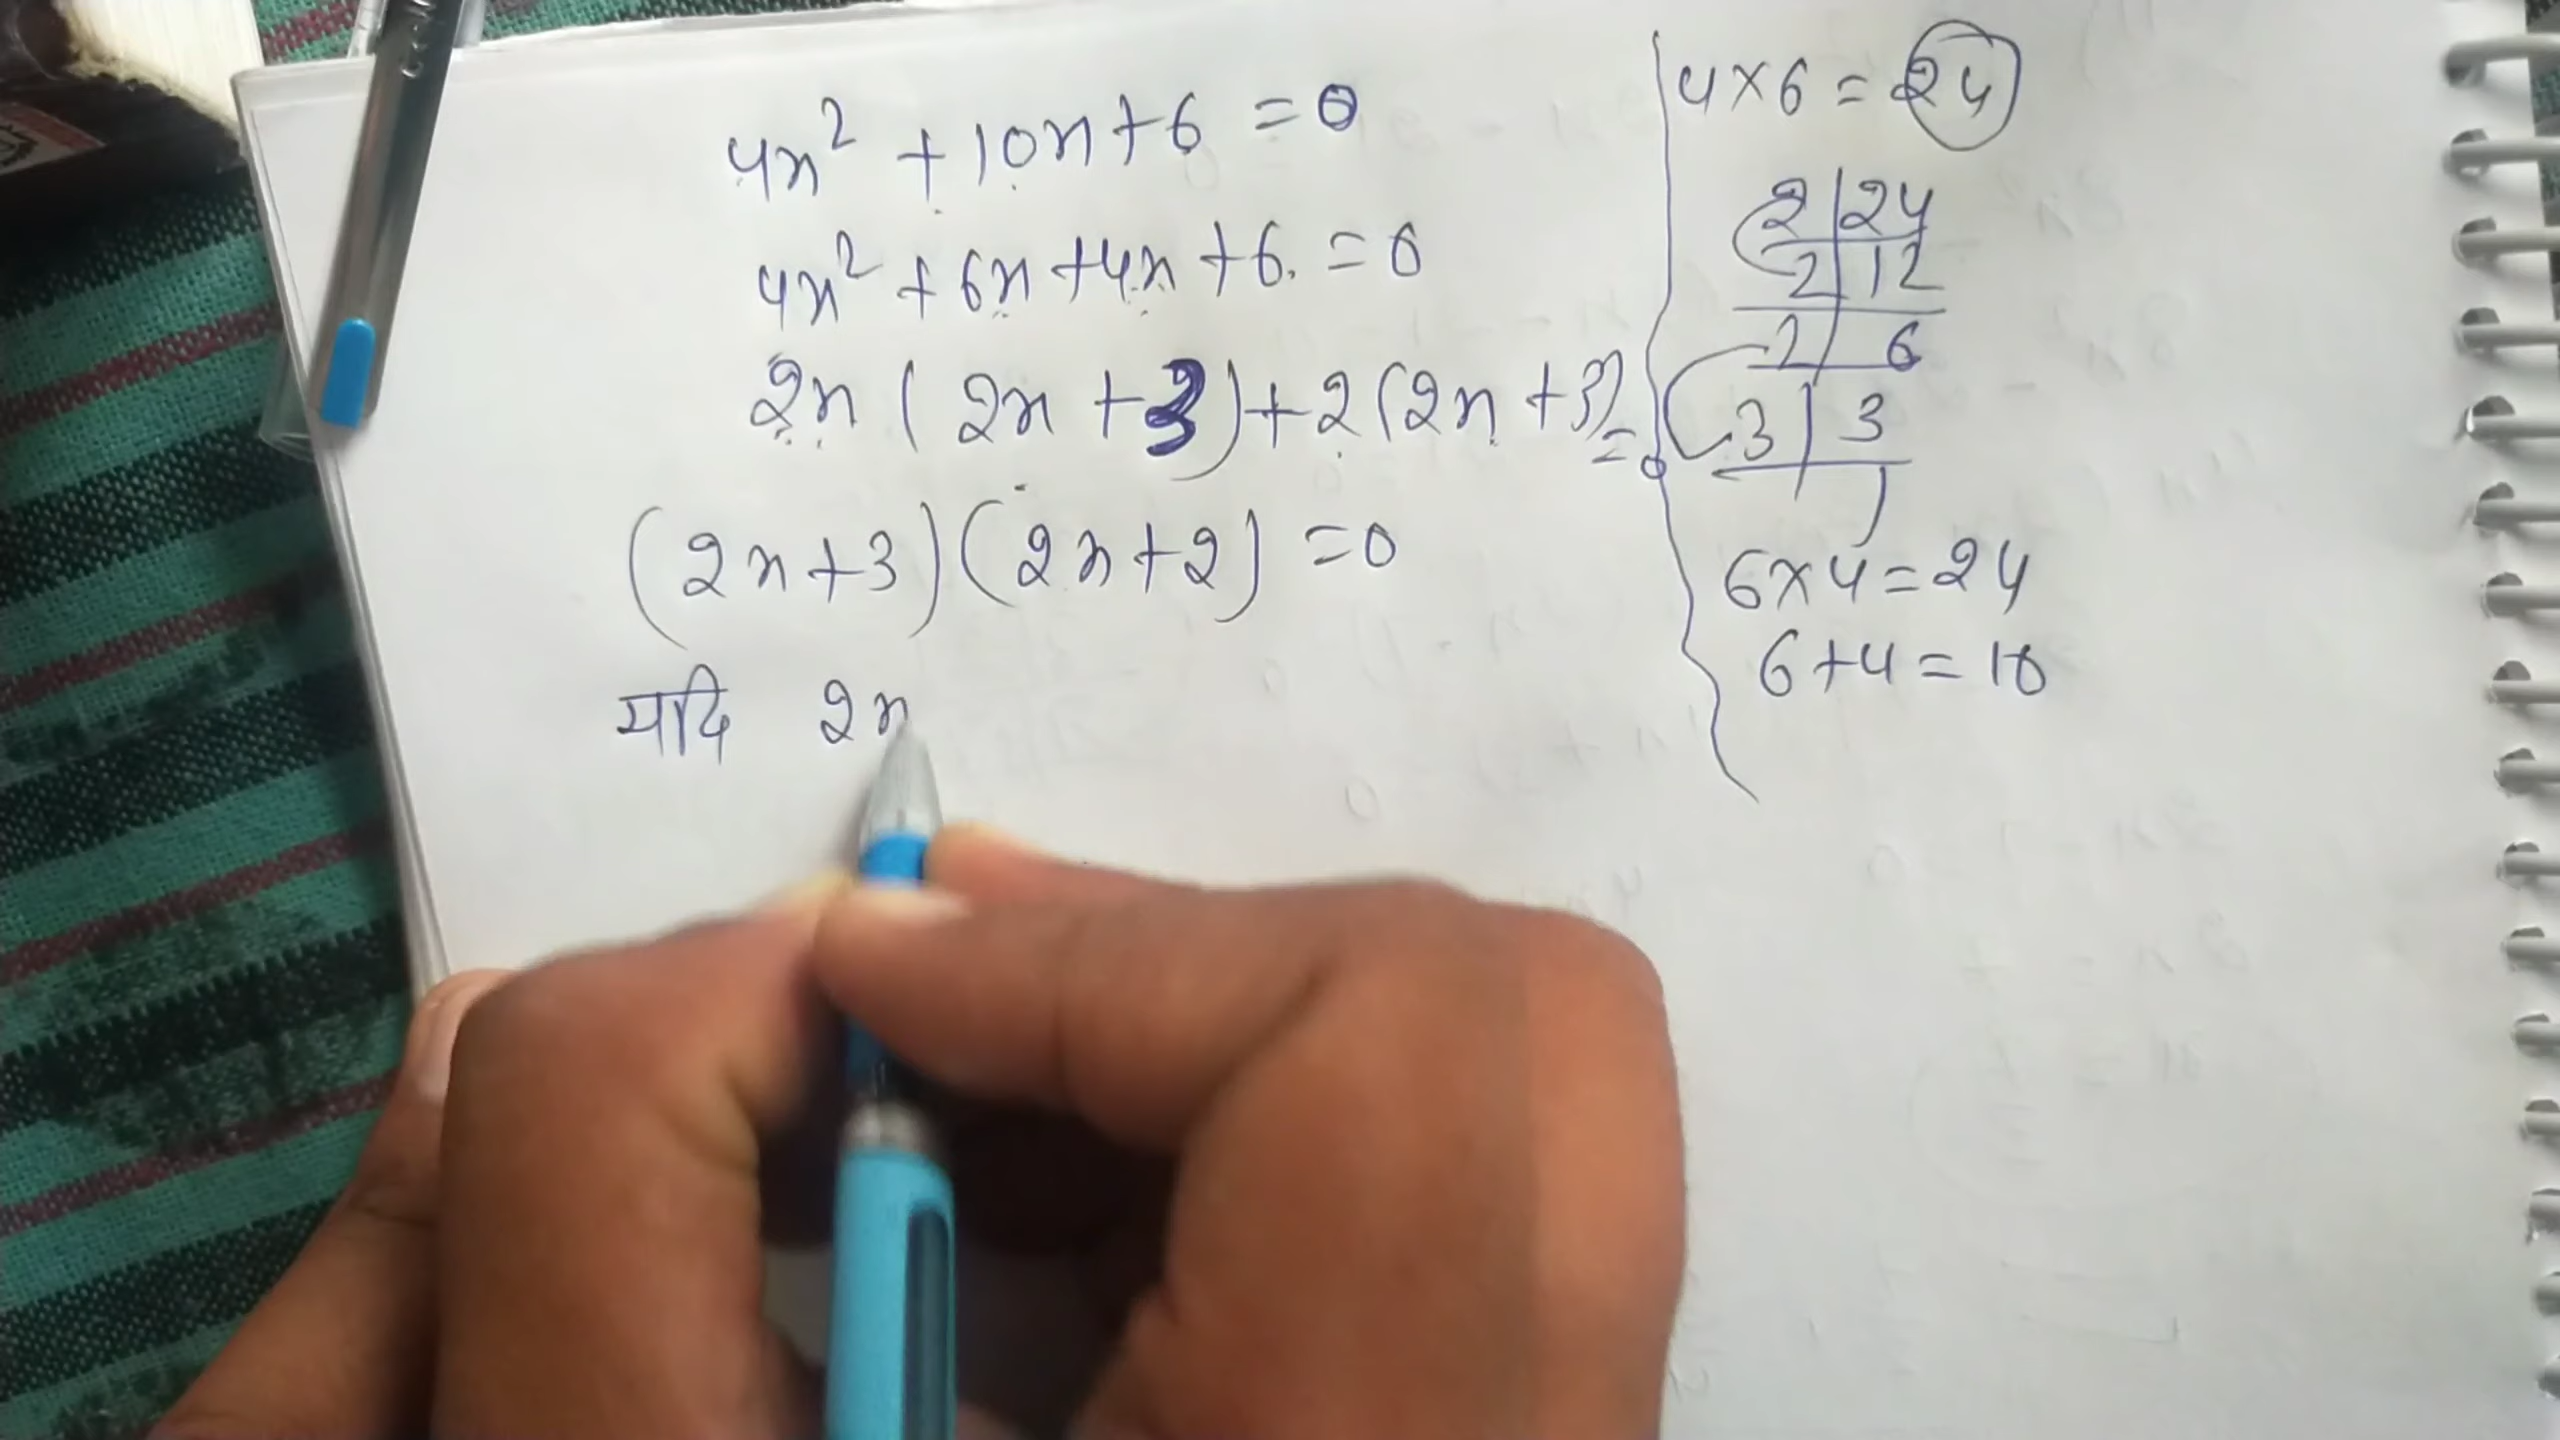 4x² + 10x + 6 = 0
4x² + 6x + 4x + 6 = 0
2x ( 2x + 3 ) + 2 ( 2x + 3 ) = 0
( 2x + 3 ) ( 2x + 2 ) = 0
यदि 2x
4 × 6 = 24
2 | 24
2 | 12
2 | 6
3 | 3
1
6 × 4 = 24
6 + 4 = 10